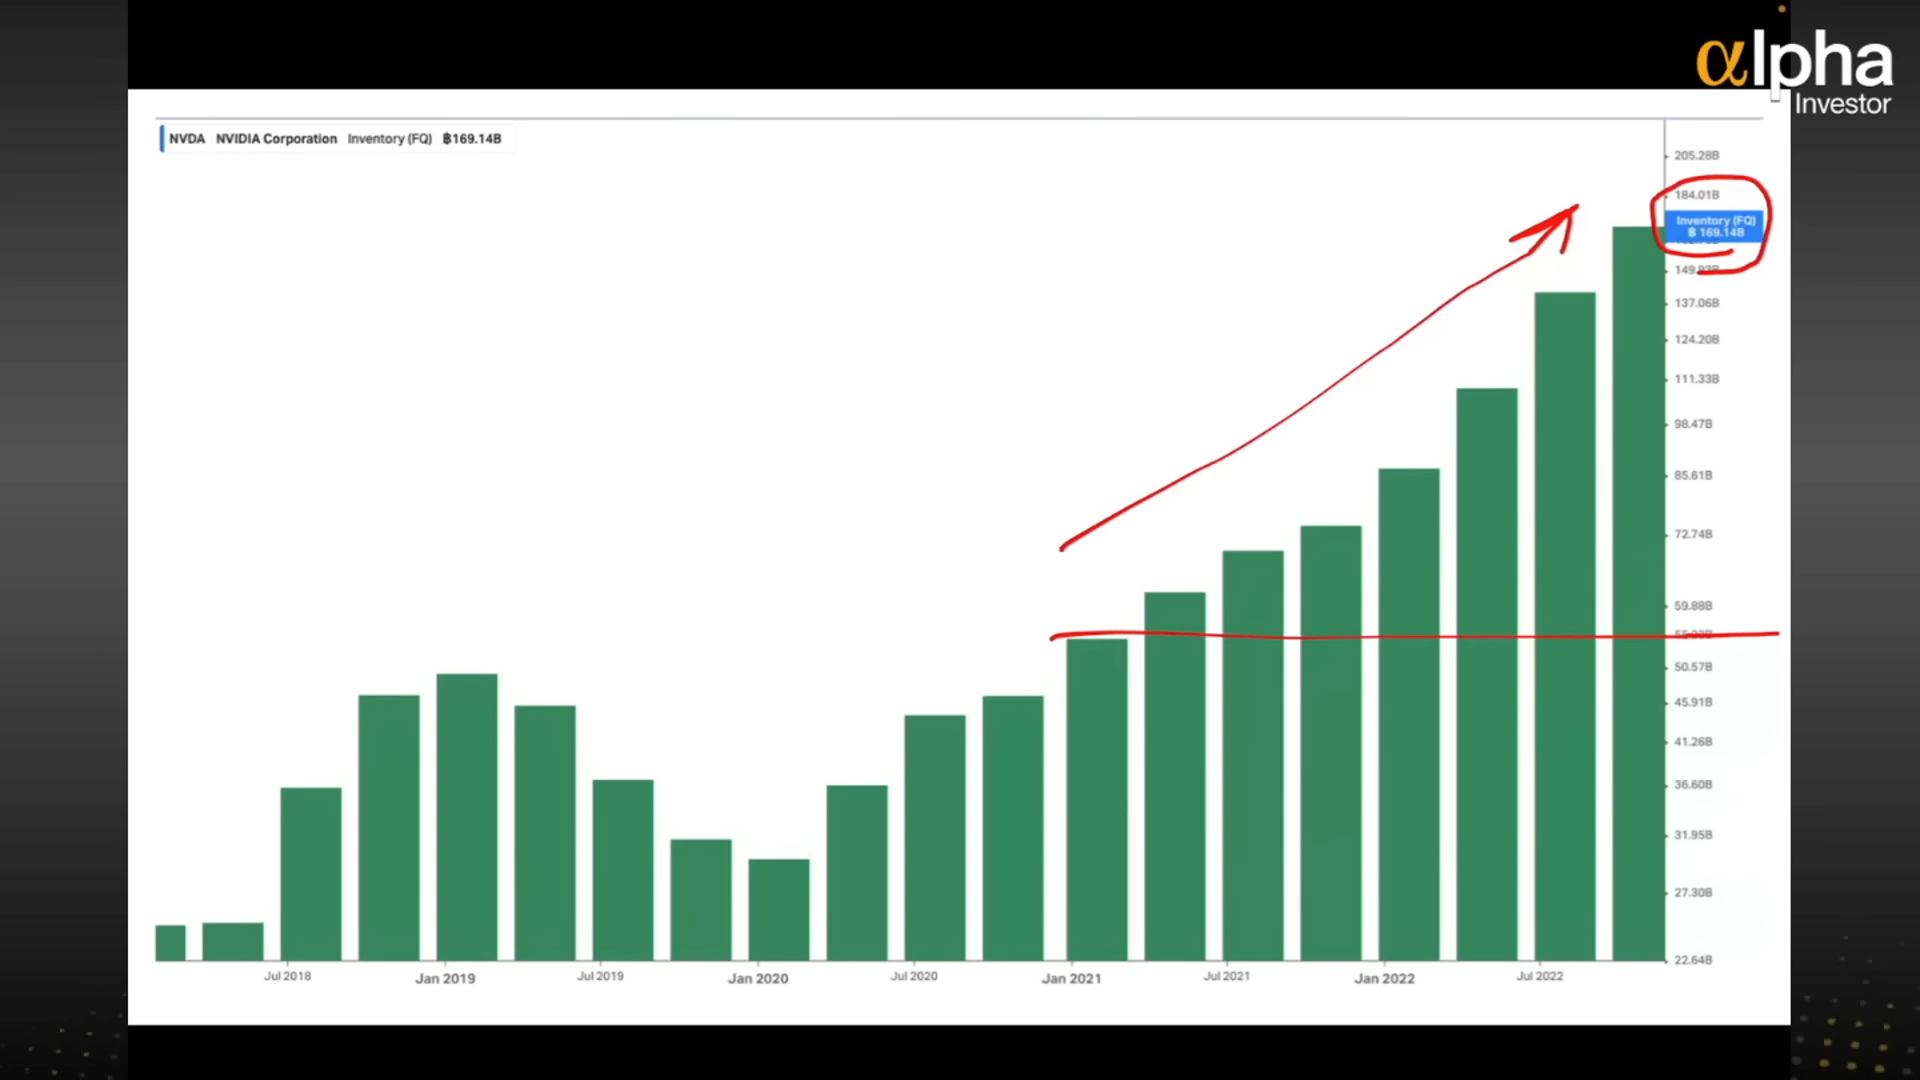 αlpha
Investor
NVDA NVIDIA Corporation Inventory (FQ) ฿169.14B
205.28B
184.01B
Inventory (FQ)
฿ 169.14B
149.93B
137.06B
124.20B
111.33B
98.47B
85.61B
72.74B
59.88B
50.57B
45.91B
41.26B
36.60B
31.95B
27.30B
22.64B
Jul 2018 Jan 2019 Jul 2019 Jan 2020 Jul 2020 Jan 2021 Jul 2021 Jan 2022 Jul 2022